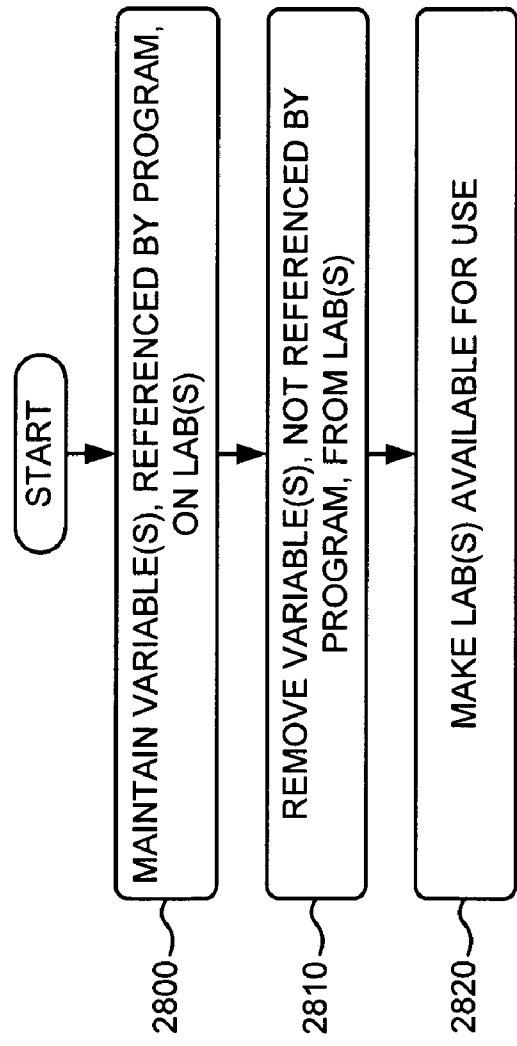 START
2800
MAINTAIN VARIABLE(S), REFERENCED BY PROGRAM,
ON LAB(S)
2810
REMOVE VARIABLE(S), NOT REFERENCED BY
PROGRAM, FROM LAB(S)
2820
MAKE LAB(S) AVAILABLE FOR USE